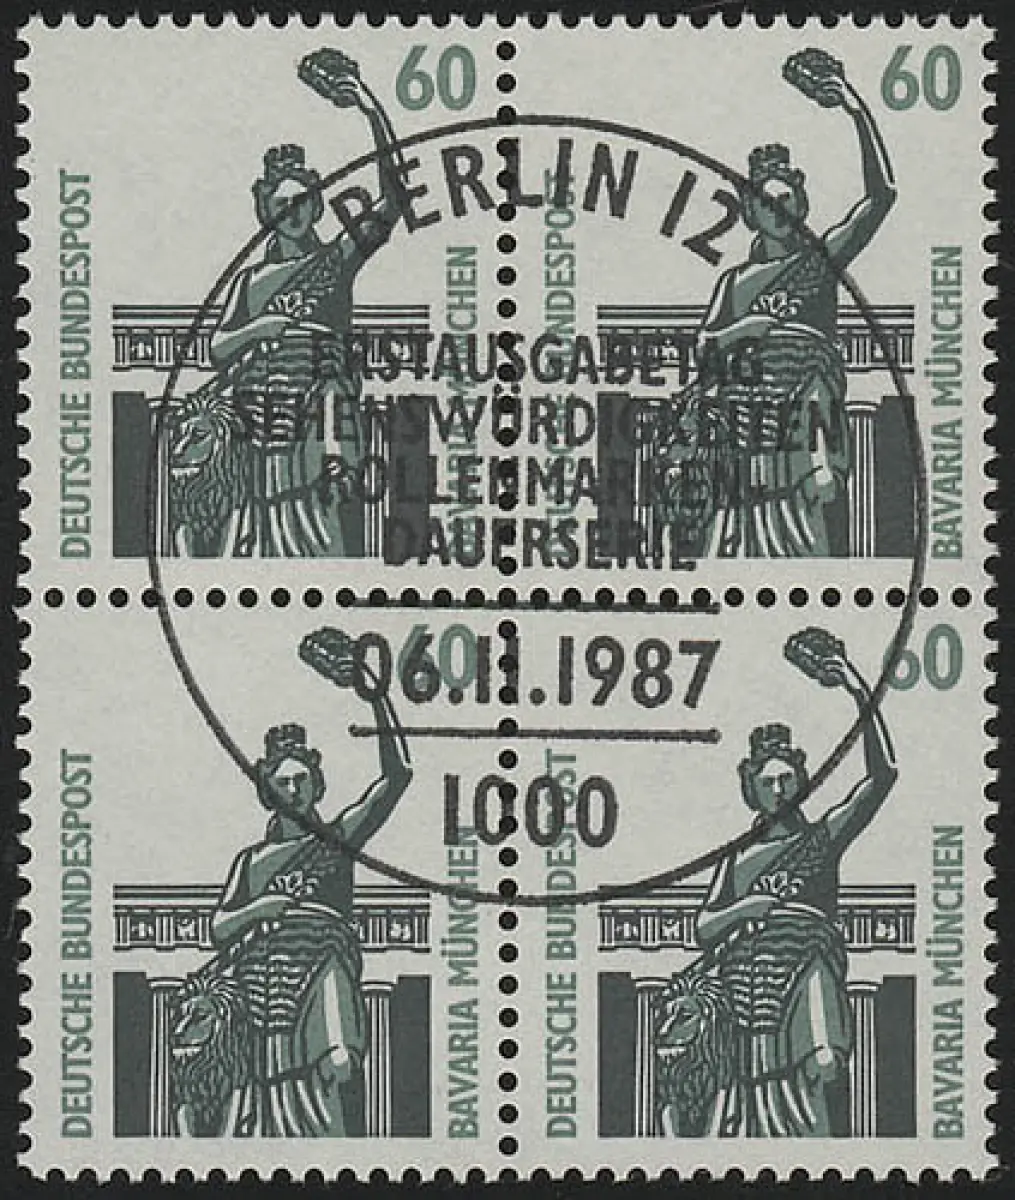 60
DEUTSCHE BUNDESPOST
BAVARIA MÜNCHEN
60
DEUTSCHE BUNDESPOST
BAVARIA MÜNCHEN
BERLIN 12
ERSTAUSGABETAG
SEHENSWÜRDIGKEITEN
ROLLENMARKEN-
DAUERSERIE
06.11.1987
1000
60
DEUTSCHE BUNDESPOST
BAVARIA MÜNCHEN
60
DEUTSCHE BUNDESPOST
BAVARIA MÜNCHEN